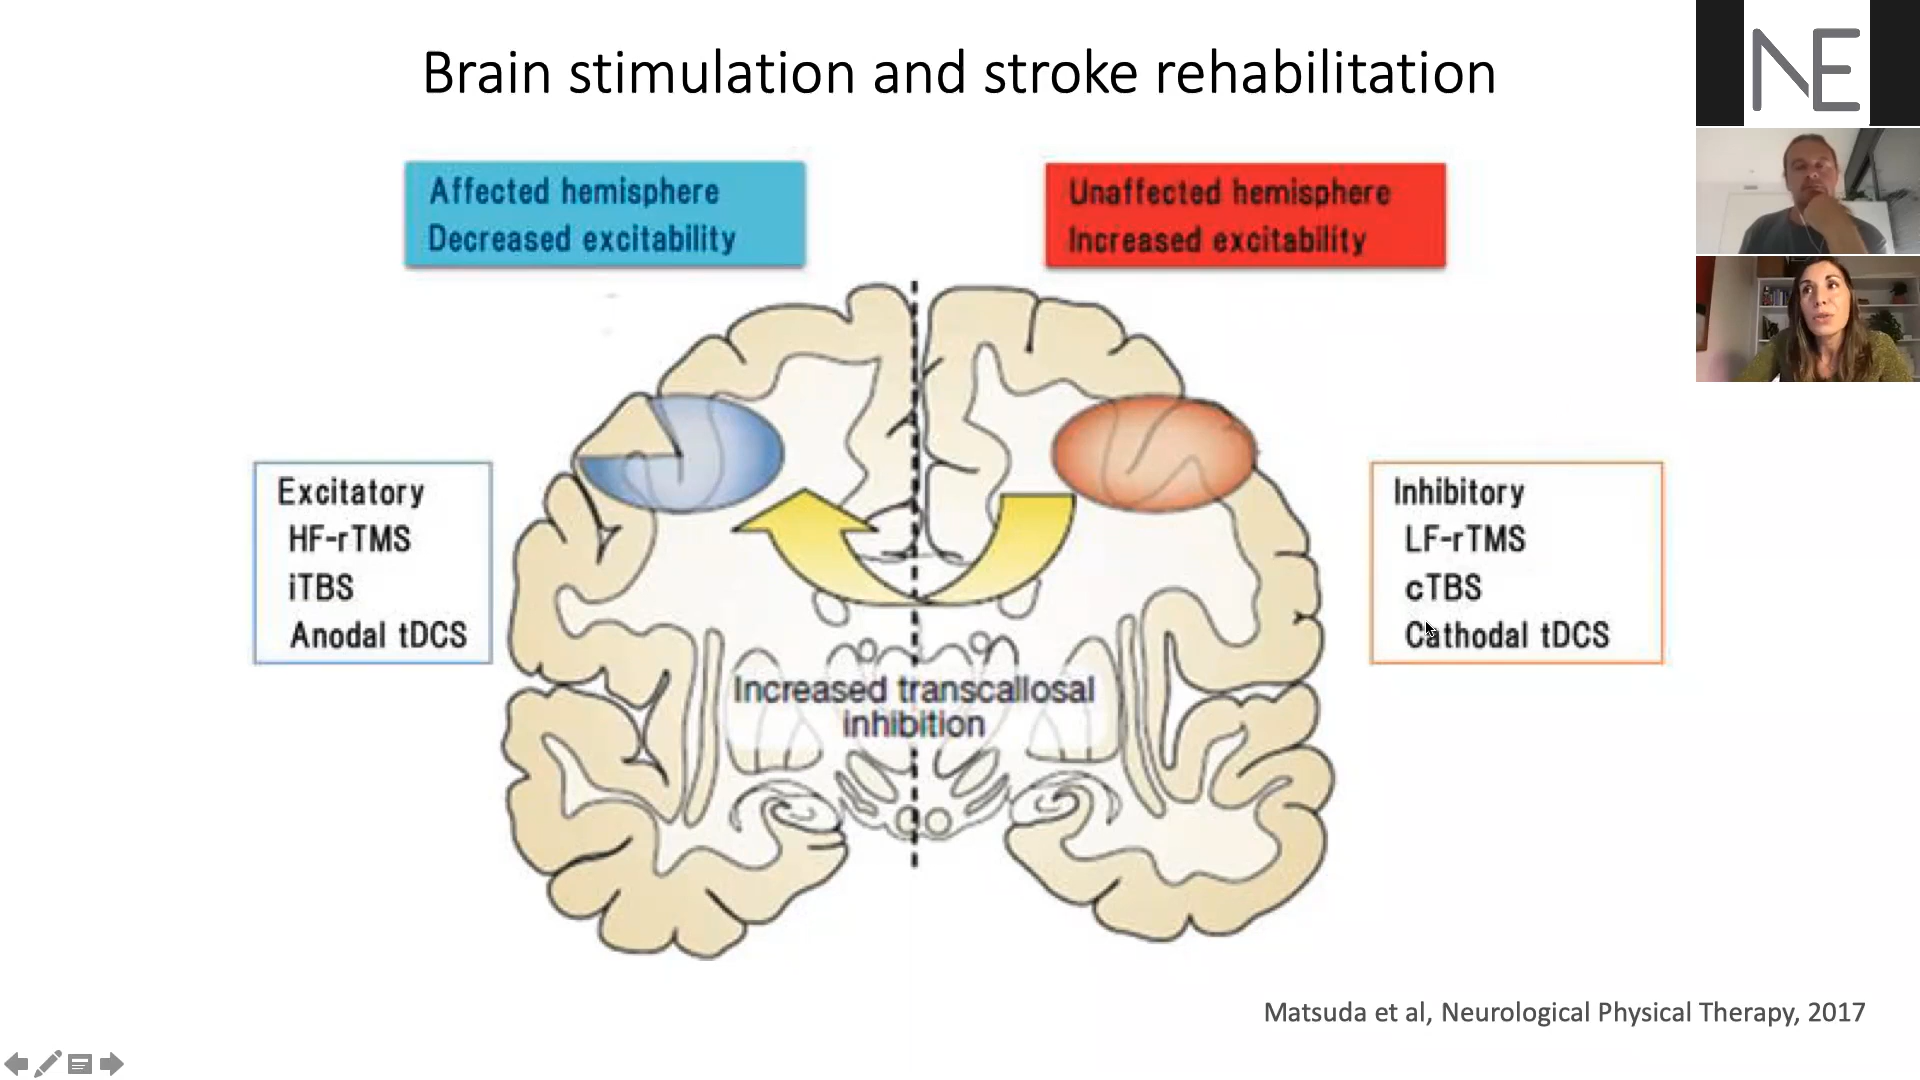 Brain stimulation and stroke rehabilitation
NE
Affected hemisphere
Decreased excitability
Unaffected hemisphere
Increased excitability
Excitatory
HF-rTMS
iTBS
Anodal tDCS
Inhibitory
LF-rTMS
cTBS
Cathodal tDCS
Increased transcallosal
inhibition
Matsuda et al, Neurological Physical Therapy, 2017